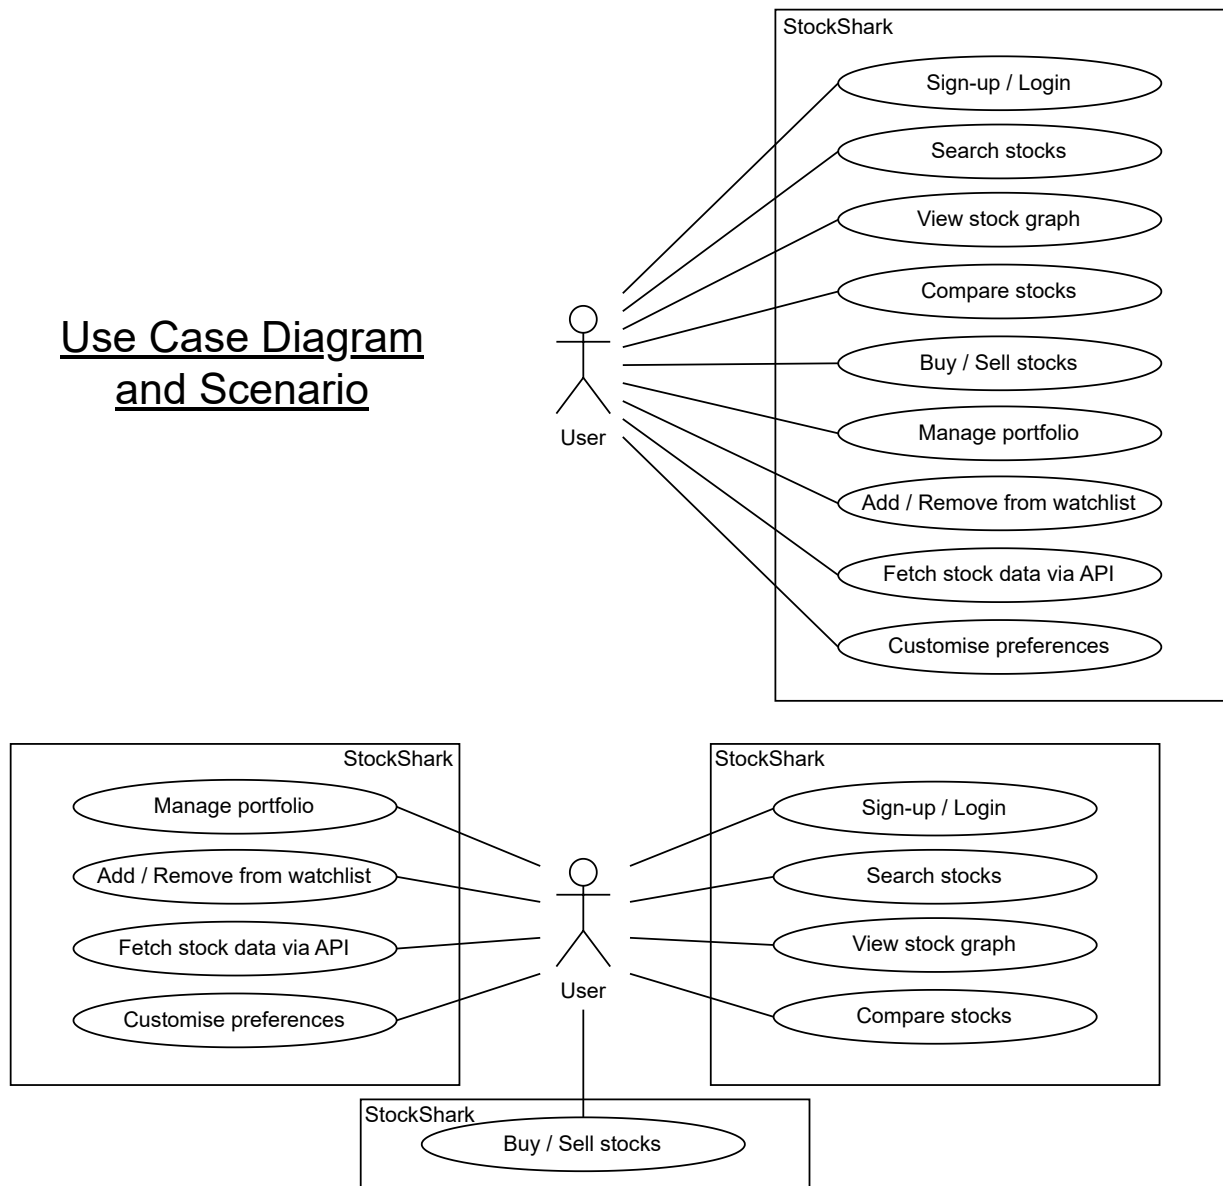 StockShark
Sign-up / Login
Search stocks
View stock graph
Compare stocks
Buy / Sell stocks
Manage portfolio
Add / Remove from watchlist
Fetch stock data via API
Customise preferences
Use Case Diagram
and Scenario
User
StockShark
Manage portfolio
Add / Remove from watchlist
Fetch stock data via API
Customise preferences
User
StockShark
Sign-up / Login
Search stocks
View stock graph
Compare stocks
StockShark
Buy / Sell stocks